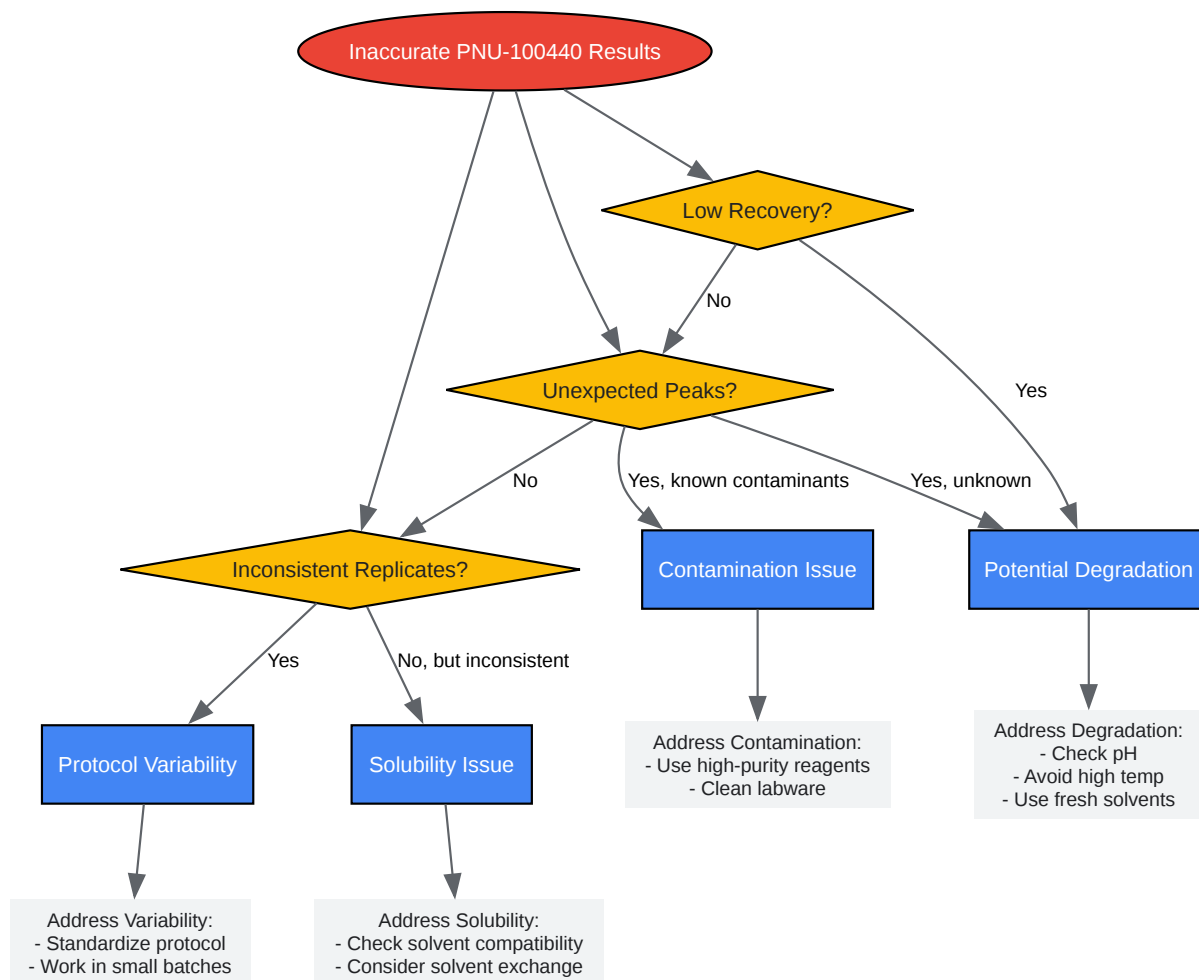 Inaccurate PNU-100440 Results
Low Recovery?
No
Unexpected Peaks?
Yes
No
Yes, known contaminants
Yes, unknown
Inconsistent Replicates?
Contamination Issue
Potential Degradation
Yes
No, but inconsistent
Protocol Variability
Solubility Issue
Address Contamination:
- Use high-purity reagents
- Clean labware
Address Degradation:
- Check pH
- Avoid high temp
- Use fresh solvents
Address Variability:
- Standardize protocol
- Work in small batches
Address Solubility:
- Check solvent compatibility
- Consider solvent exchange